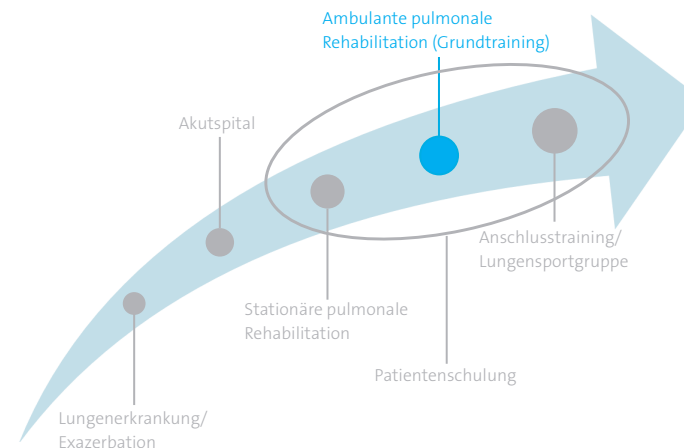 Ambulante pulmonale
Rehabilitation (Grundtraining)
Akutspital
Anschlusstraining/
Lungensportgruppe
Stationäre pulmonale
Rehabilitation
Patientenschulung
Lungenerkrankung/
Exazerbation